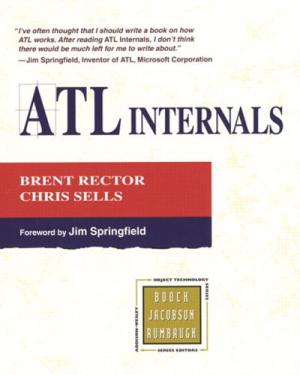 "I've often thought that I should write a book on how
ATL works. After reading ATL Internals, I don't think
there would be much left for me to write about."
—Jim Springfield, Inventor of ATL, Microsoft Corporation
ATL INTERNALS
BRENT RECTOR
CHRIS SELLS
Foreword by Jim Springfield
OBJECT TECHNOLOGY
SERIES
ADDISON-WESLEY
BOOCH
JACOBSON
RUMBAUGH
SERIES EDITORS